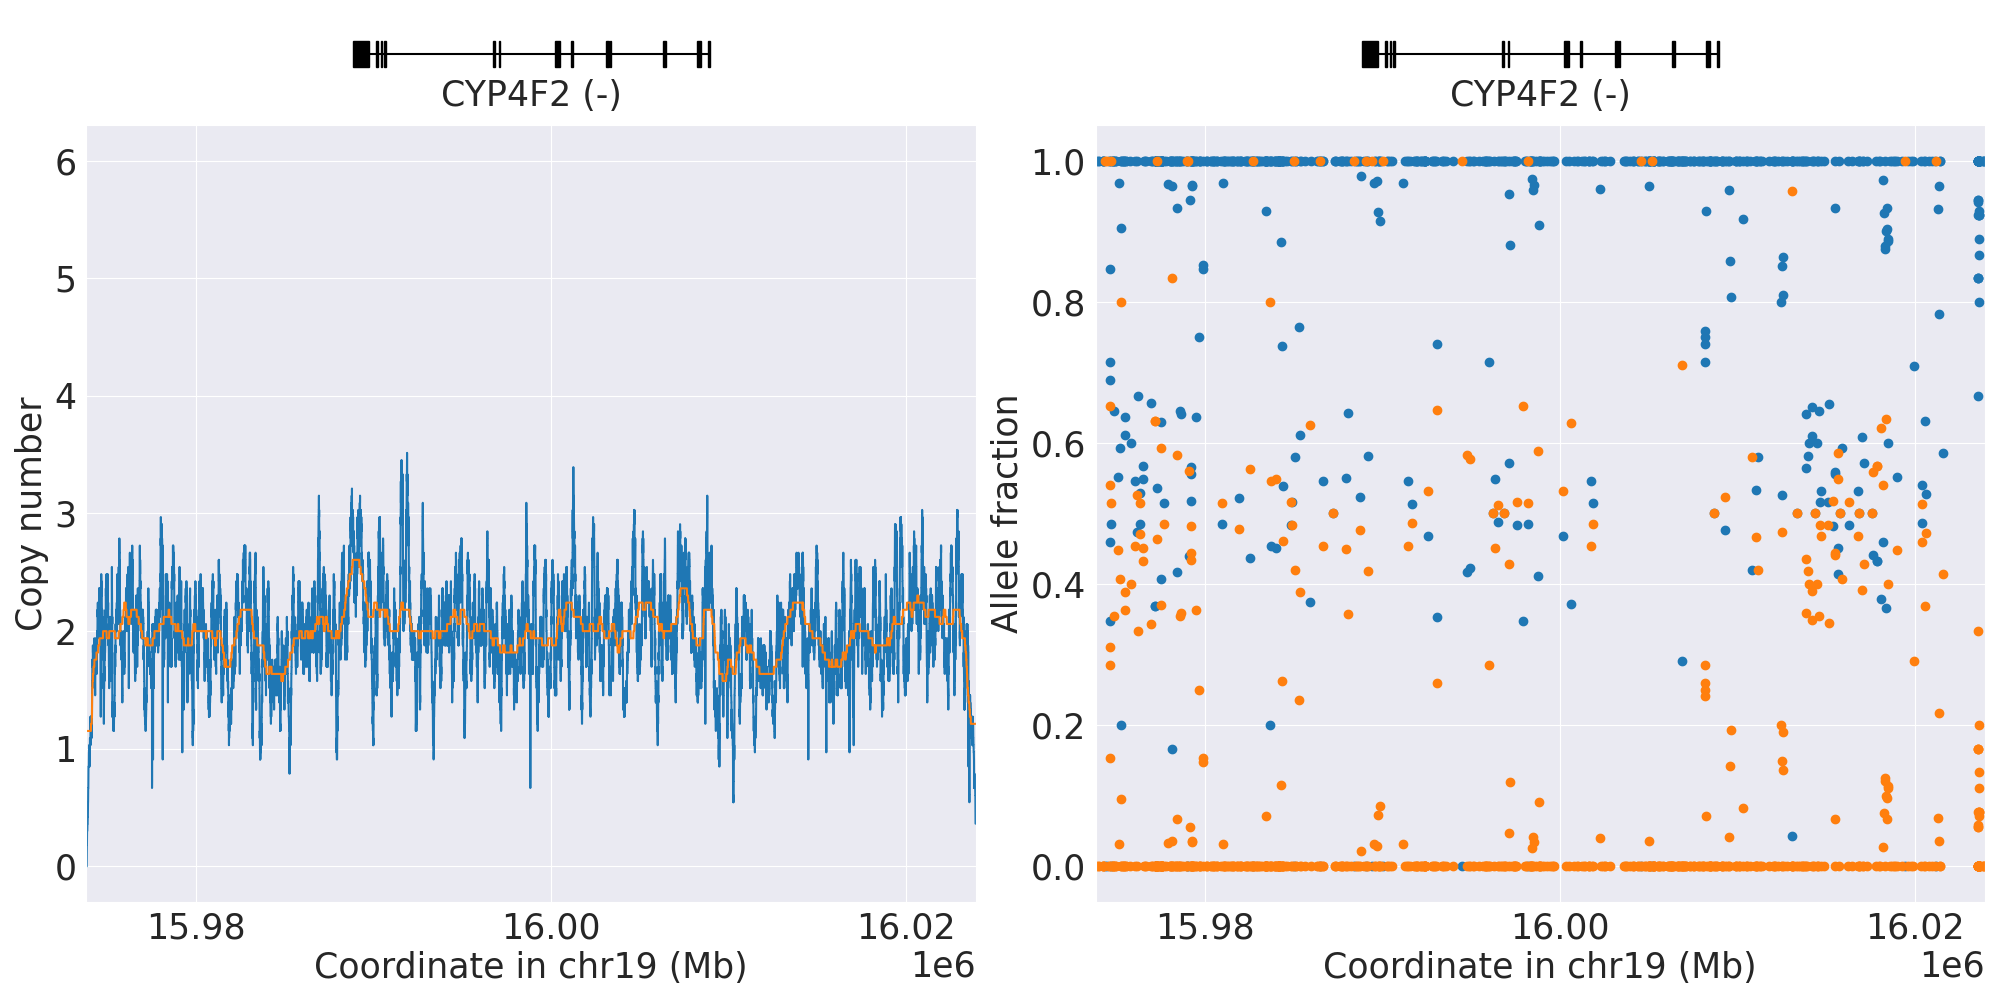 CYP4F2 (-)
6
5
4
3
2
1
0
Copy number
15.98
16.00
16.02
Coordinate in chr19 (Mb)
1e6
CYP4F2 (-)
1.0
0.8
0.6
0.4
0.2
0.0
Allele fraction
15.98
16.00
16.02
Coordinate in chr19 (Mb)
1e6